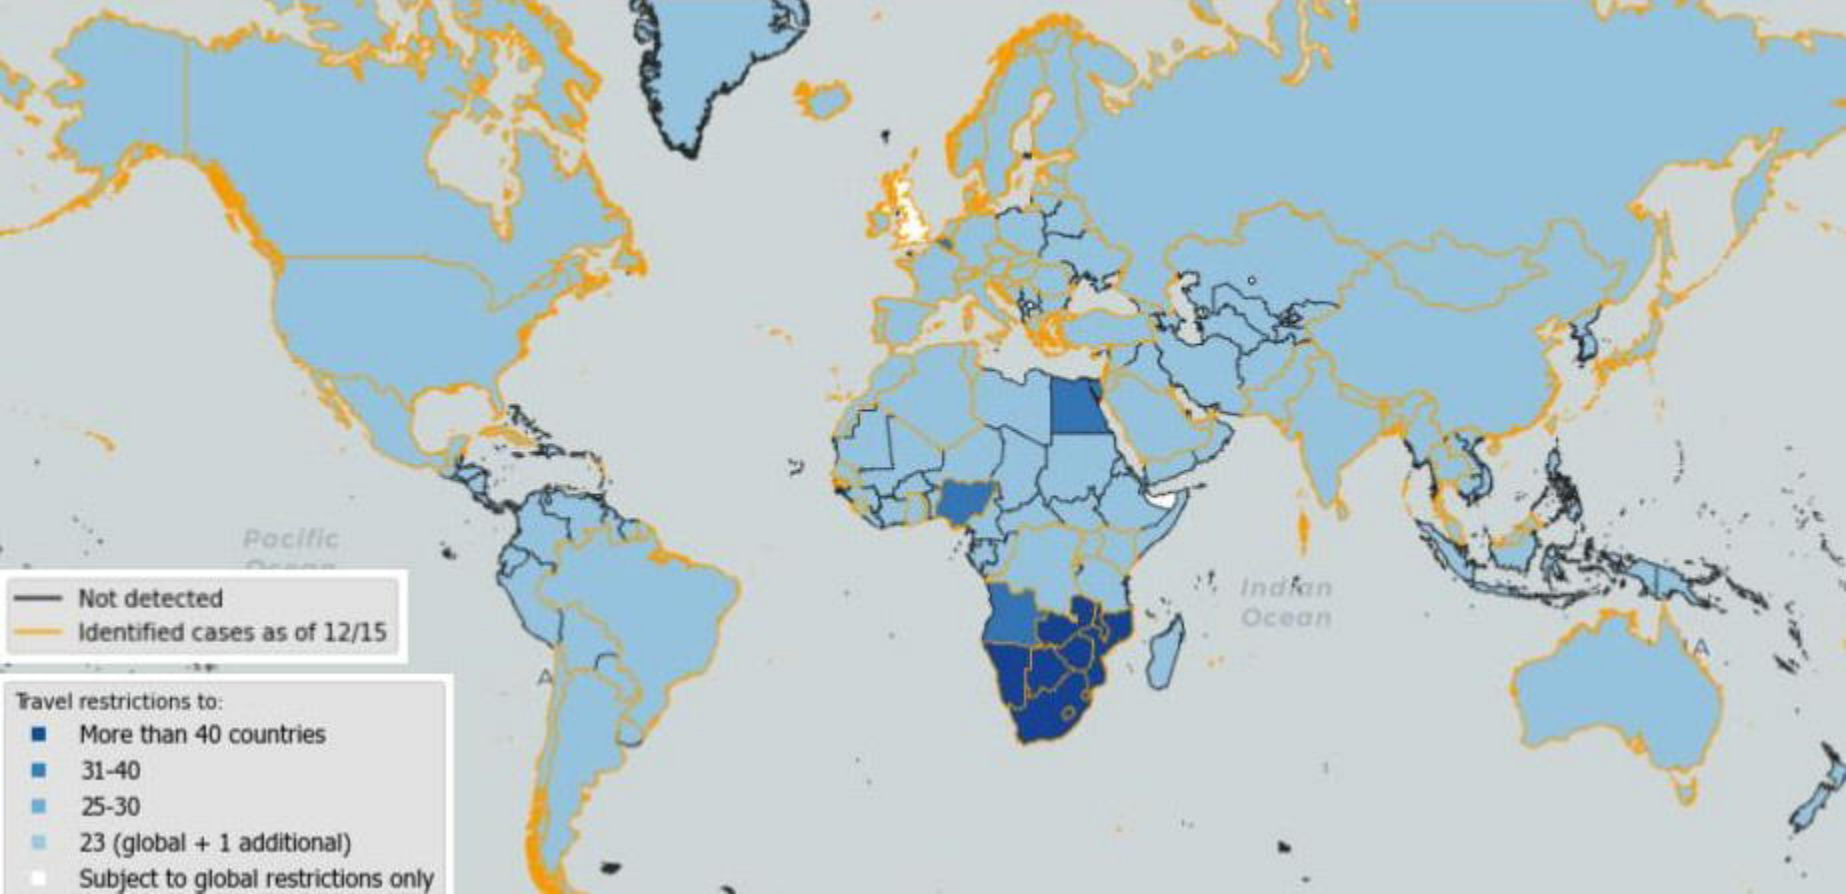 Pacific
Ocean
Indian
Ocean
Not detected
Identified cases as of 12/15
Travel restrictions to:
More than 40 countries
31-40
25-30
23 (global + 1 additional)
Subject to global restrictions only
A
A